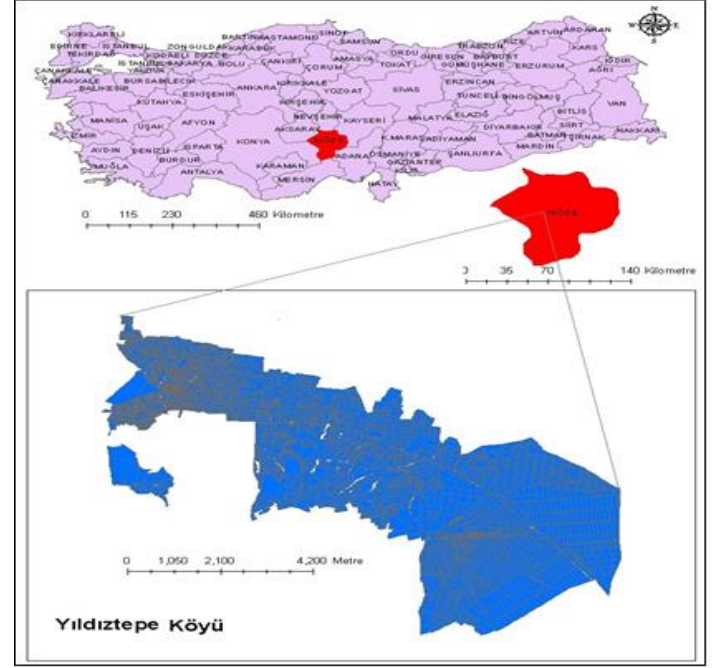 N
W E
S
KIRKLARELİ
EDİRNE İSTANBUL
TEKİRDAĞ
ZONGULDAK
BARTIN KASTAMONU
KARABÜK
SİNOP
SAMSUN
ORDU
GİRESUN
TRABZON
RİZE
ARTVİN
ARDAHAN
KARS
ÇANAKKALE
İSTANBUL
YALOVA
KOCAELİ
SAKARYA
DÜZCE
BOLU
ÇANKIRI
ÇORUM
AMASYA
TOKAT
GÜMÜŞHANE
BAYBURT
ERZURUM
IĞDIR
AĞRI
ÇANAKKALE
BALIKESİR
BURSA
BİLECİK
ESKİŞEHİR
ANKARA
KIRIKKALE
YOZGAT
SİVAS
ERZİNCAN
TUNCELİ
BİNGÖL
MUŞ
VAN
KÜTAHYA
KIRŞEHİR
NEVŞEHİR
KAYSERİ
MALATYA
ELAZIĞ
BİTLİS
MANİSA
UŞAK
AFYON
KONYA
AKSARAY
K.MARAŞ
ADIYAMAN
DİYARBAKIR
BATMAN
SİİRT
ŞIRNAK
HAKKARİ
İZMİR
AYDIN
DENİZLİ
ISPARTA
BURDUR
NİĞDE
ADANA
OSMANİYE
GAZİANTEP
KİLİS
ŞANLIURFA
MARDİN
MUĞLA
ANTALYA
KARAMAN
MERSİN
HATAY
0 115 230 460 Kilometre
NİĞDE
0 35 70 140 Kilometre
0 1,050 2,100 4,200 Metre
Yıldıztepe Köyü